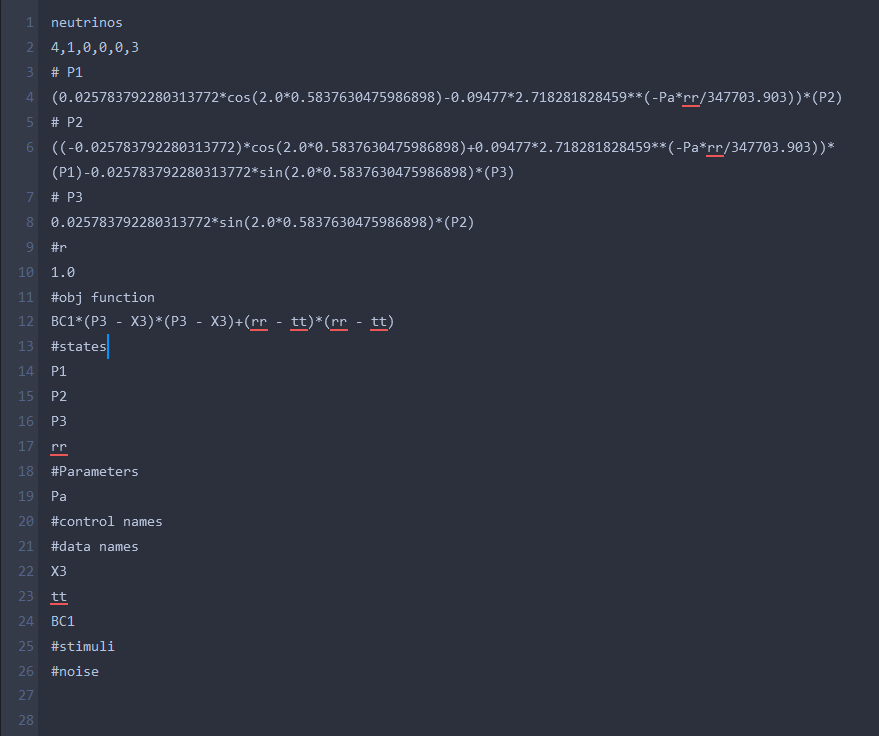 1 neutrinos
2 4,1,0,0,0,3
3 # P1
4 (0.025783792280313772*cos(2.0*0.5837630475986898)-0.09477*2.718281828459**(-Pa*rr/347703.903))*(P2)
5 # P2
6 ((-0.025783792280313772)*cos(2.0*0.5837630475986898)+0.09477*2.718281828459**(-Pa*rr/347703.903))*
(P1)-0.025783792280313772*sin(2.0*0.5837630475986898)*(P3)
7 # P3
8 0.025783792280313772*sin(2.0*0.5837630475986898)*(P2)
9 #r
10 1.0
11 #obj function
12 BC1*(P3 - X3)*(P3 - X3)+(rr - tt)*(rr - tt)
13 #states
14 P1
15 P2
16 P3
17 rr
18 #Parameters
19 Pa
20 #control names
21 #data names
22 X3
23 tt
24 BC1
25 #stimuli
26 #noise
27
28